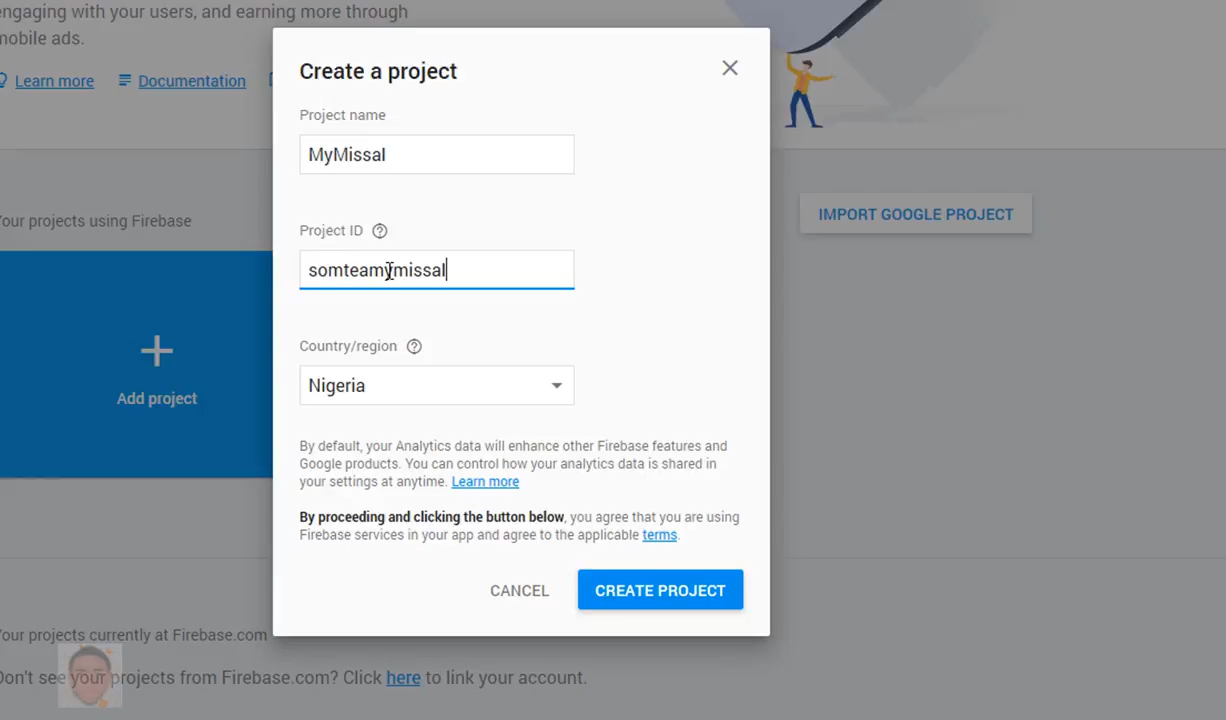 engaging with your users, and earning more through
mobile ads.
Learn more Documentation
Create a project
Project name
MyMissal
Project ID
somteamymissal
Country/region
Nigeria
By default, your Analytics data will enhance other Firebase features and
Google products. You can control how your analytics data is shared in
your settings at anytime. Learn more
By proceeding and clicking the button below, you agree that you are using
Firebase services in your app and agree to the applicable terms.
CANCEL CREATE PROJECT
Your projects using Firebase
Add project
IMPORT GOOGLE PROJECT
Your projects currently at Firebase.com
Don't see your projects from Firebase.com? Click here to link your account.